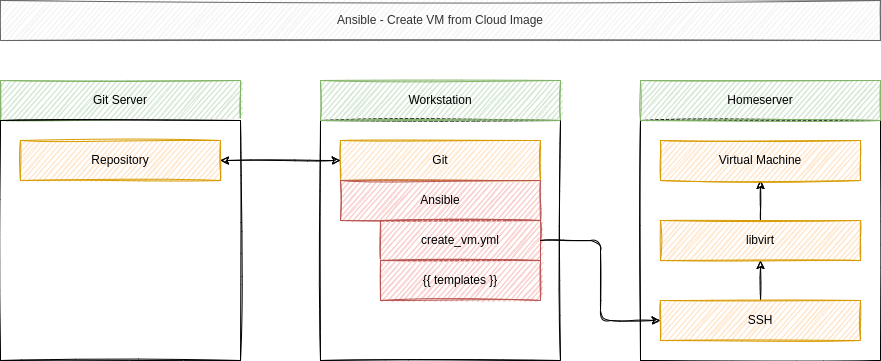 Ansible - Create VM from Cloud Image
Git Server
Repository
Workstation
Git
Ansible
create_vm.yml
{{ templates }}
Homeserver
Virtual Machine
libvirt
SSH